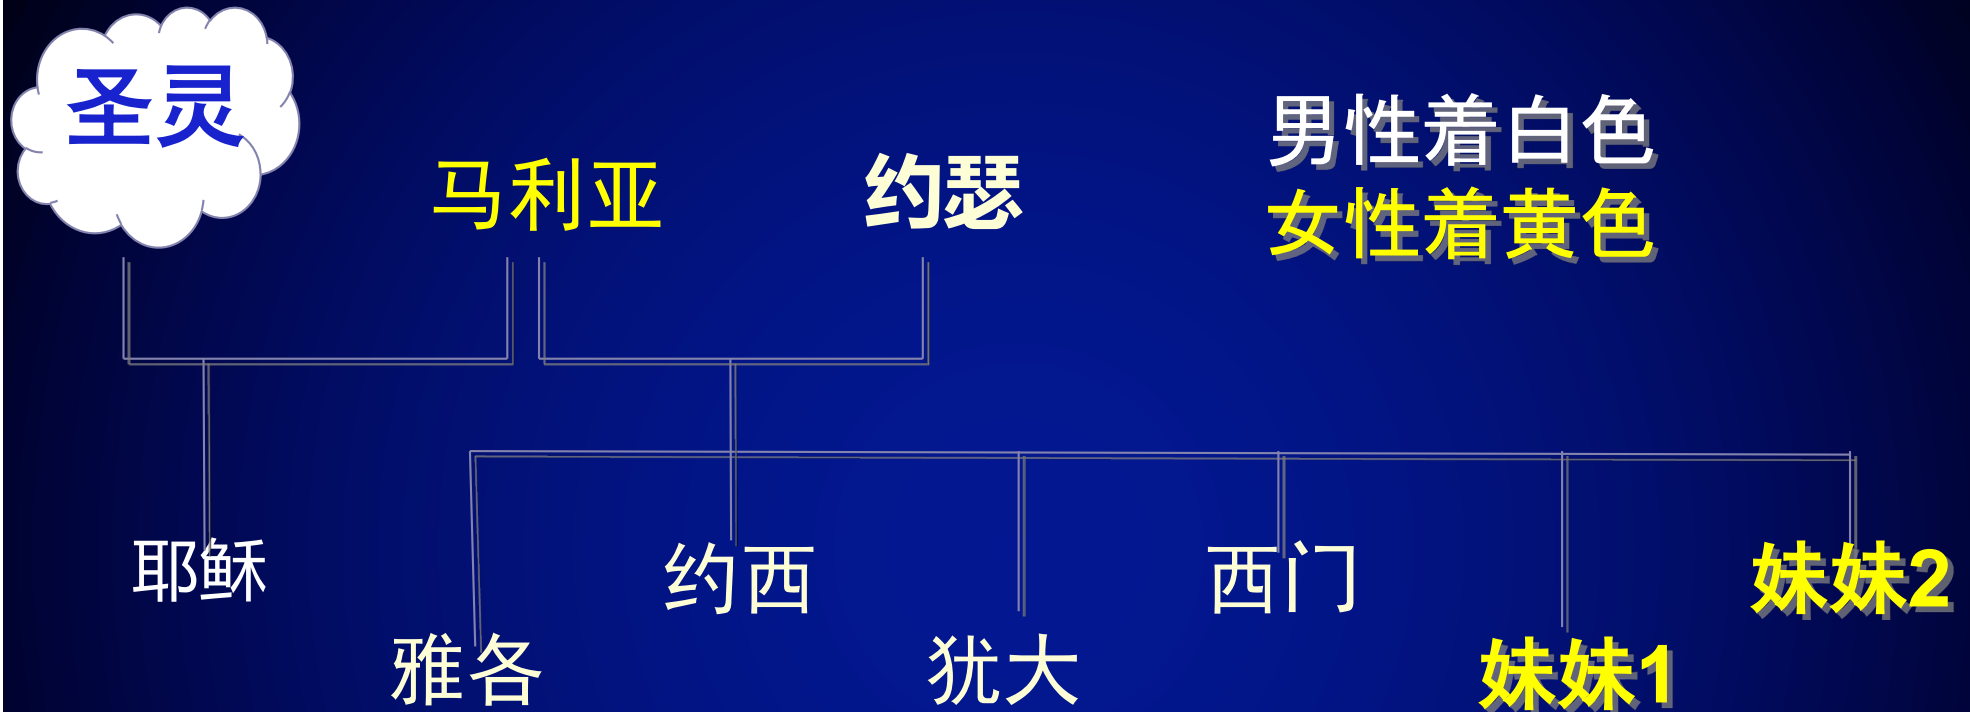 圣灵
马利亚
约瑟
男性着白色
女性着黄色
耶稣
约西
西门
妹妹2
雅各
犹大
妹妹1